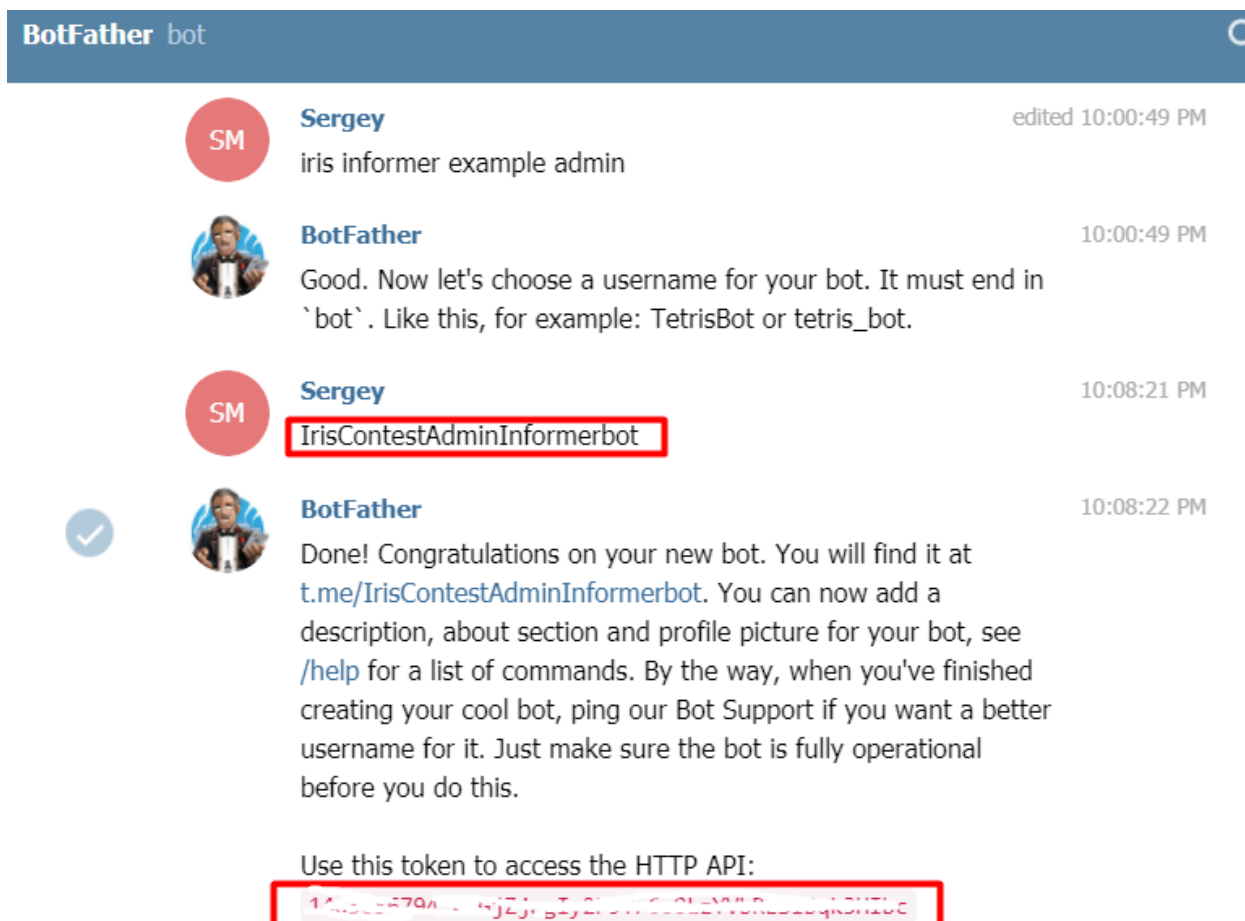 BotFather bot
SM
Sergey
edited 10:00:49 PM
iris informer example admin
BotFather
10:00:49 PM
Good. Now let's choose a username for your bot. It must end in
`bot`. Like this, for example: TetrisBot or tetris_bot.
SM
Sergey
10:08:21 PM
IrisContestAdminInformerbot
BotFather
10:08:22 PM
Done! Congratulations on your new bot. You will find it at
t.me/IrisContestAdminInformerbot. You can now add a
description, about section and profile picture for your bot, see
/help for a list of commands. By the way, when you've finished
creating your cool bot, ping our Bot Support if you want a better
username for it. Just make sure the bot is fully operational
before you do this.
Use this token to access the HTTP API: